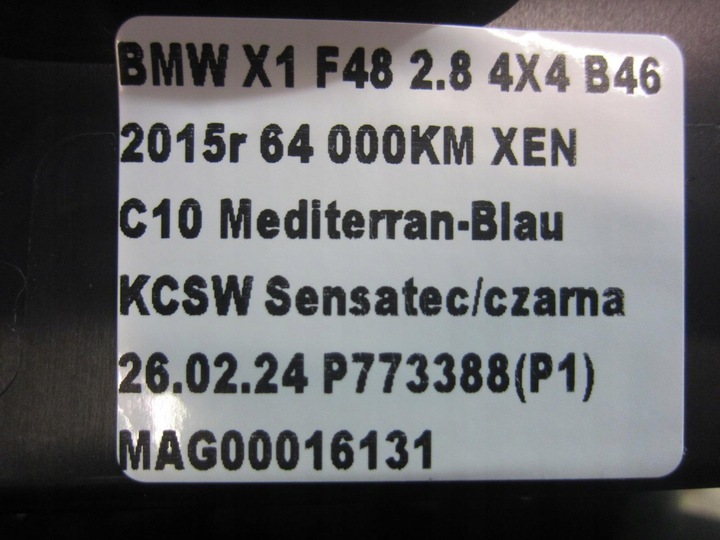 BMW X1 F48 2.8 4X4 B46
2015r 64 000KM XEN
C10 Mediterran-Blau
KCSW Sensatec/czarna
26.02.24 P773388(P1)
MAG00016131